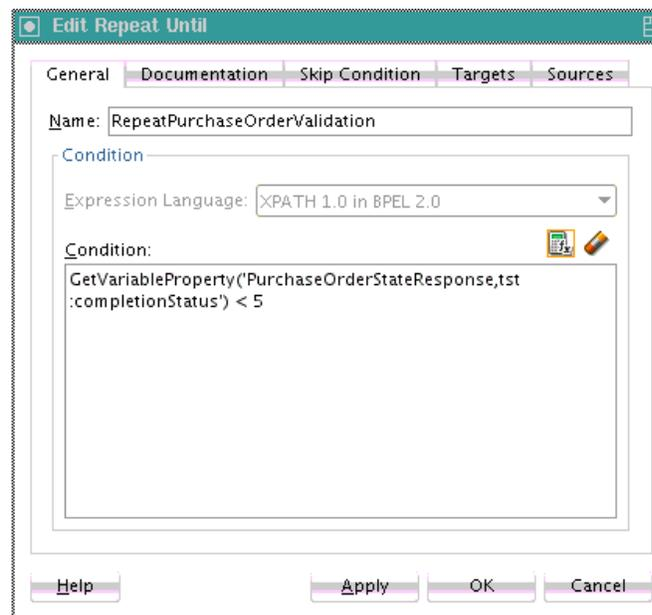 Edit Repeat Until
General Documentation Skip Condition Targets Sources
Name: RepeatPurchaseOrderValidation
Condition
Expression Language: XPATH 1.0 in BPEL 2.0
Condition:
GetVariableProperty('PurchaseOrderStateResponse,tst
:completionStatus') < 5
Help Apply OK Cancel